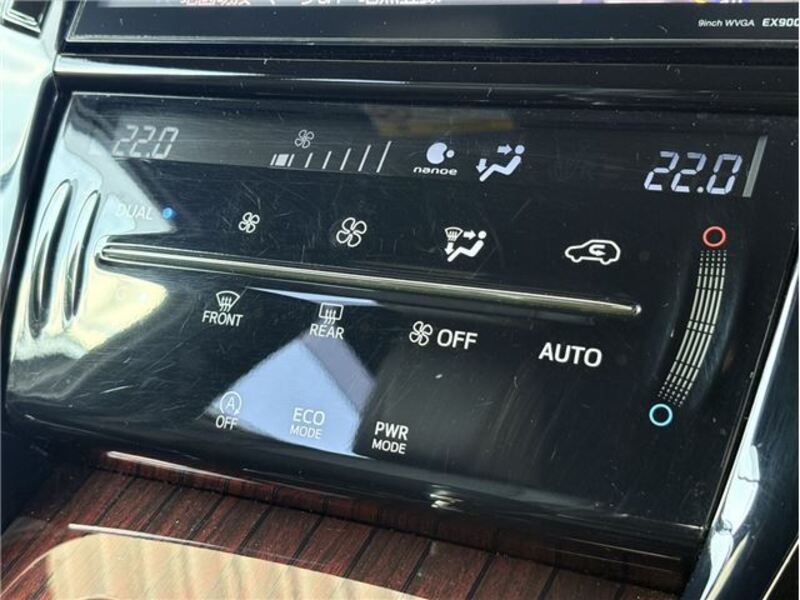 9inch WVGA EX900
22.0
nanoe
22.0
DUAL
FRONT
REAR
OFF
AUTO
A
OFF
ECO
MODE
PWR
MODE